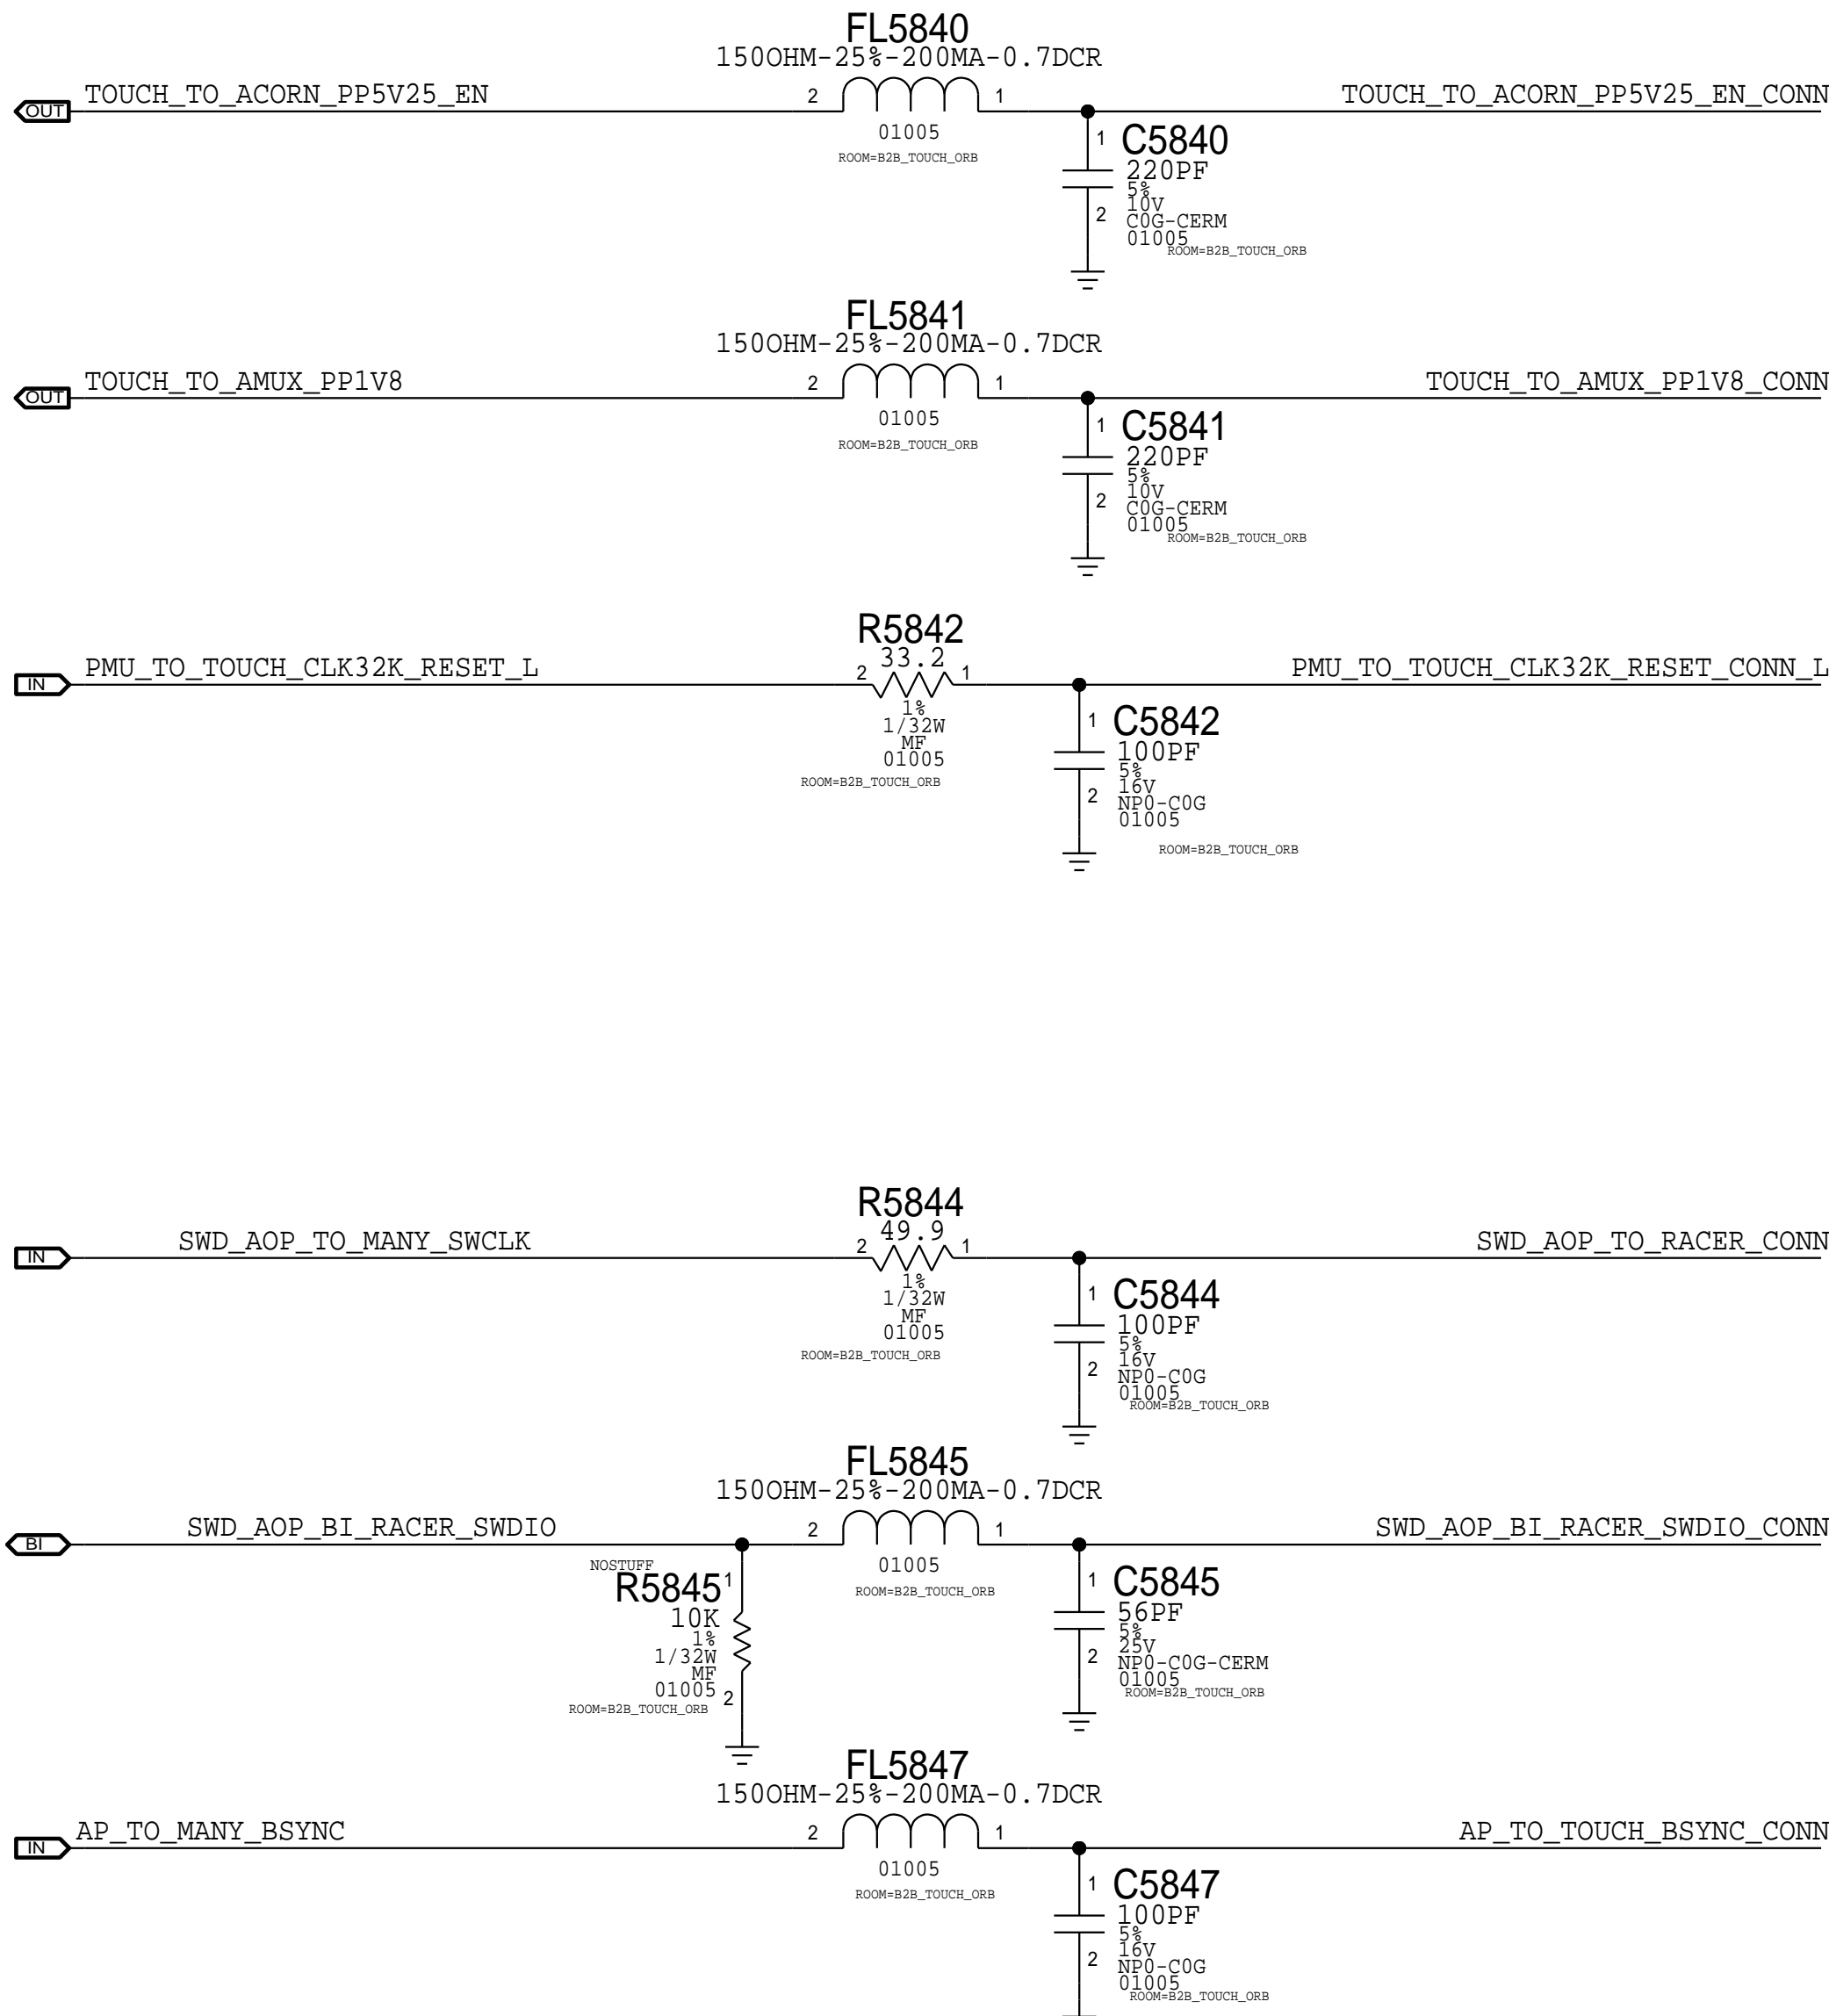 FL5840
150OHM-25%-200MA-0.7DCR
OUT TOUCH_TO_ACORN_PP5V25_EN 2 1 TOUCH_TO_ACORN_PP5V25_EN_CONN
01005
ROOM=B2B_TOUCH_ORB
1 C5840
220PF
5%
10V
2 C0G-CERM
01005
ROOM=B2B_TOUCH_ORB
FL5841
150OHM-25%-200MA-0.7DCR
OUT TOUCH_TO_AMUX_PP1V8 2 1 TOUCH_TO_AMUX_PP1V8_CONN
01005
ROOM=B2B_TOUCH_ORB
1 C5841
220PF
5%
10V
2 C0G-CERM
01005
ROOM=B2B_TOUCH_ORB
R5842
33.2
IN PMU_TO_TOUCH_CLK32K_RESET_L 2 1 PMU_TO_TOUCH_CLK32K_RESET_CONN_L
1%
1/32W
MF
01005
ROOM=B2B_TOUCH_ORB
1 C5842
100PF
5%
16V
2 NP0-C0G
01005
ROOM=B2B_TOUCH_ORB
R5844
49.9
IN SWD_AOP_TO_MANY_SWCLK 2 1 SWD_AOP_TO_RACER_CONN
1%
1/32W
MF
01005
ROOM=B2B_TOUCH_ORB
1 C5844
100PF
5%
16V
2 NP0-C0G
01005
ROOM=B2B_TOUCH_ORB
FL5845
150OHM-25%-200MA-0.7DCR
BI SWD_AOP_BI_RACER_SWDIO 2 1 SWD_AOP_BI_RACER_SWDIO_CONN
01005
ROOM=B2B_TOUCH_ORB
NOSTUFF
R5845 1
10K
1%
1/32W
MF
01005 2
ROOM=B2B_TOUCH_ORB
1 C5845
56PF
5%
25V
2 NP0-C0G-CERM
01005
ROOM=B2B_TOUCH_ORB
FL5847
150OHM-25%-200MA-0.7DCR
IN AP_TO_MANY_BSYNC 2 1 AP_TO_TOUCH_BSYNC_CONN
01005
ROOM=B2B_TOUCH_ORB
1 C5847
100PF
5%
16V
2 NP0-C0G
01005
ROOM=B2B_TOUCH_ORB